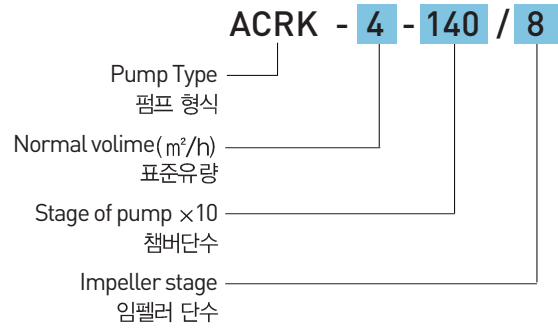 ACRK - 4 - 140 / 8
Pump Type
펌프 형식
Normal volime(㎥/h)
표준유량
Stage of pump ×10
챔버단수
Impeller stage
임펠러 단수